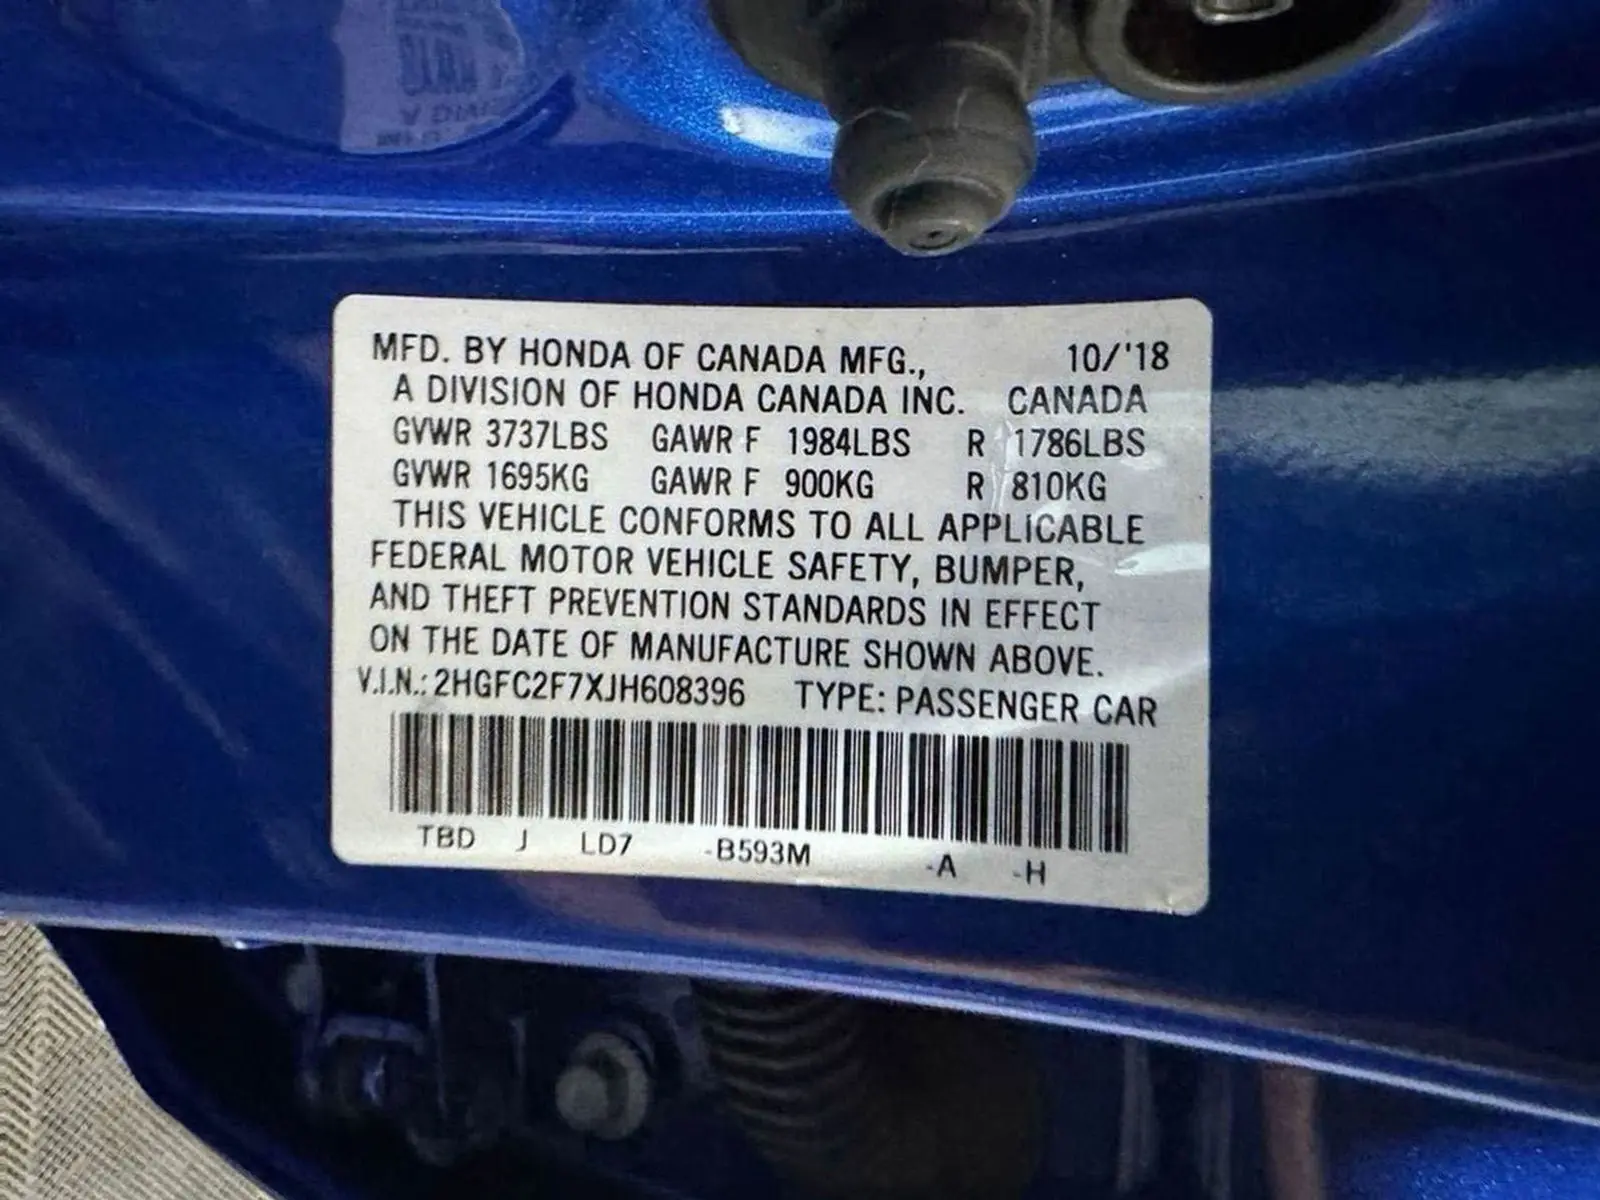 MFD. BY HONDA OF CANADA MFG., 10/'18
A DIVISION OF HONDA CANADA INC. CANADA
GVWR 3737LBS GAWR F 1984LBS R 1786LBS
GVWR 1695KG GAWR F 900KG R 810KG
THIS VEHICLE CONFORMS TO ALL APPLICABLE
FEDERAL MOTOR VEHICLE SAFETY, BUMPER,
AND THEFT PREVENTION STANDARDS IN EFFECT
ON THE DATE OF MANUFACTURE SHOWN ABOVE.
V.I.N.: 2HGFC2F7XJH608396 TYPE: PASSENGER CAR
TBD J LD7 -B593M -A -H